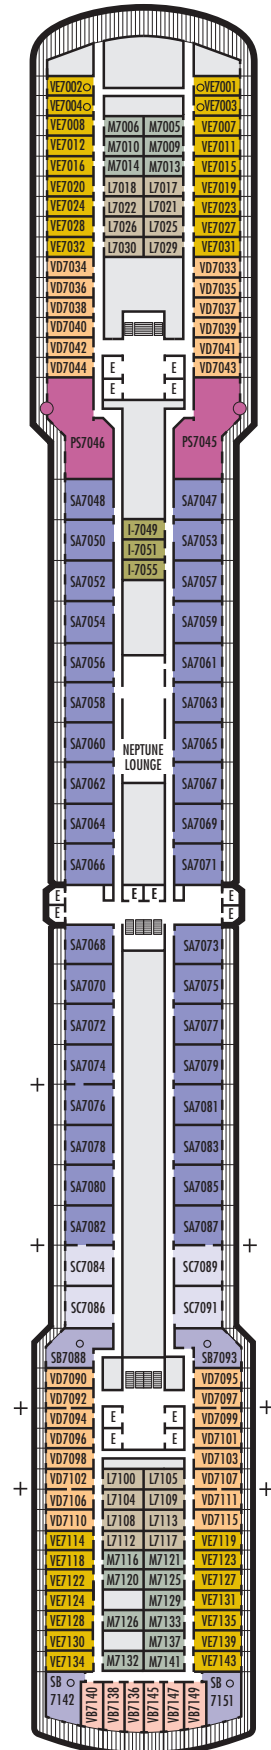 VE7002 VE7001
VE7004 VE7003
VE7008 M7006 M7005 VE7007
VE7012 M7010 M7009 VE7011
VE7016 M7014 M7013 VE7015
VE7020 L7018 L7017 VE7019
VE7024 L7022 L7021 VE7023
VE7028 L7026 L7025 VE7027
VE7032 L7030 L7029 VE7031
VD7034 VD7033
VD7036 VD7035
VD7038 VD7037
VD7040 VD7039
VD7042 VD7041
VD7044 E E VD7043
E E
PS7046 PS7045
SA7048 SA7047
I-7049
SA7050 I-7051 SA7053
SA7052 I-7055 SA7057
SA7054 SA7059
SA7056 SA7061
SA7058 SA7063
SA7060 SA7065
NEPTUNE
LOUNGE
SA7062 SA7067
SA7064 SA7069
SA7066 SA7071
E E E E
E E
SA7068 SA7073
SA7070 SA7075
SA7072 SA7077
SA7074 SA7079
SA7076 SA7081
SA7078 SA7083
SA7080 SA7085
SA7082 SA7087
SC7084 SC7089
SC7086 SC7091
SB7088 SB7093
VD7090 VD7095
VD7092 VD7097
VD7094 E E VD7099
VD7096 E E VD7101
VD7098 VD7103
VD7102 L7100 L7105 VD7107
VD7106 L7104 L7109 VD7111
VD7110 L7108 L7113 VD7115
VE7114 L7112 L7117 VE7119
VE7118 M7116 M7121 VE7123
VE7122 M7120 M7125 VE7127
VE7124 M7129 VE7131
VE7128 M7126 M7133 VE7135
VE7130 M7137 VE7139
VE7134 M7132 M7141 VE7143
SB
7142 VB7140 VB7138 VB7136 VB7145 VB7147 VB7149 SB
7151